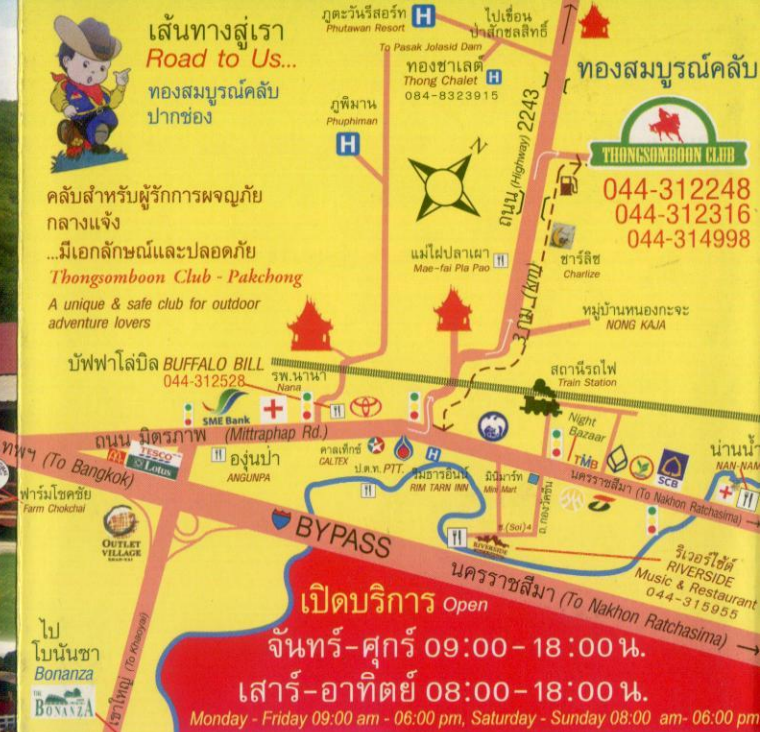 เส้นทางสู่เรา
Road to Us...
ทองสมบูรณ์คลับ
ปากช่อง
คลับสำหรับผู้รักการผจญภัย
กลางแจ้ง
...มีเอกลักษณ์และปลอดภัย
Thongsomboon Club - Pakchong
A unique & safe club for outdoor
adventure lovers
ภูตะวันรีสอร์ท H
Phutawan Resort
ไปเขื่อน
ป่าสักชลสิทธิ์
To Pasak Jolasid Dam
ทองชาเลต์
Thong Chalet H
084-8323915
ภูพิมาน
Phuphiman
H
N
ถนน (Highway) 2243
ทองสมบูรณ์คลับ
THONGSOMBOON CLUB
044-312248
044-312316
044-314998
แม่ไฝปลาเผา
Mae-fai Pla Pao
ชาร์ลิซ
Charlize
3 กม. (km)
หมู่บ้านหนองกะจะ
NONG KAJA
บัฟฟาโล่บิล BUFFALO BILL
044-312528
รพ.นานา
Nana
สถานีรถไฟ
Train Station
SME Bank
Night
Bazaar
ถนน มิตรภาพ (Mittraphap Rd.)
ทพฯ (To Bangkok)
TESCO
Lotus
องุ่นป่า
ANGUNPA
คาลเท็กซ์
CALTEX
ป.ต.ท. PTT.
H
ริมธารอินน์
RIM TARN INN
มินิมาร์ท
Mini Mart
TMB
SCB
น่านน้ำ
NAN-NAM
นครราชสีมา (To Nakhon Ratchasima)
ฟาร์มโชคชัย
Farm Chokchai
OUTLET
VILLAGE
ซ.(Soi)4
RIVERSIDE
ริเวอร์ไซ้ด์
RIVERSIDE
Music & Restaurant
044-315955
BYPASS
นครราชสีมา (To Nakhon Ratchasima)
ไป
โบนันซา
Bonanza
THE
BONANZA
เขาใหญ่ (To Khaoyai)
เปิดบริการ Open
จันทร์-ศุกร์ 09:00-18:00 น.
เสาร์-อาทิตย์ 08:00-18:00 น.
Monday - Friday 09:00 am - 06:00 pm, Saturday - Sunday 08:00 am- 06:00 pm